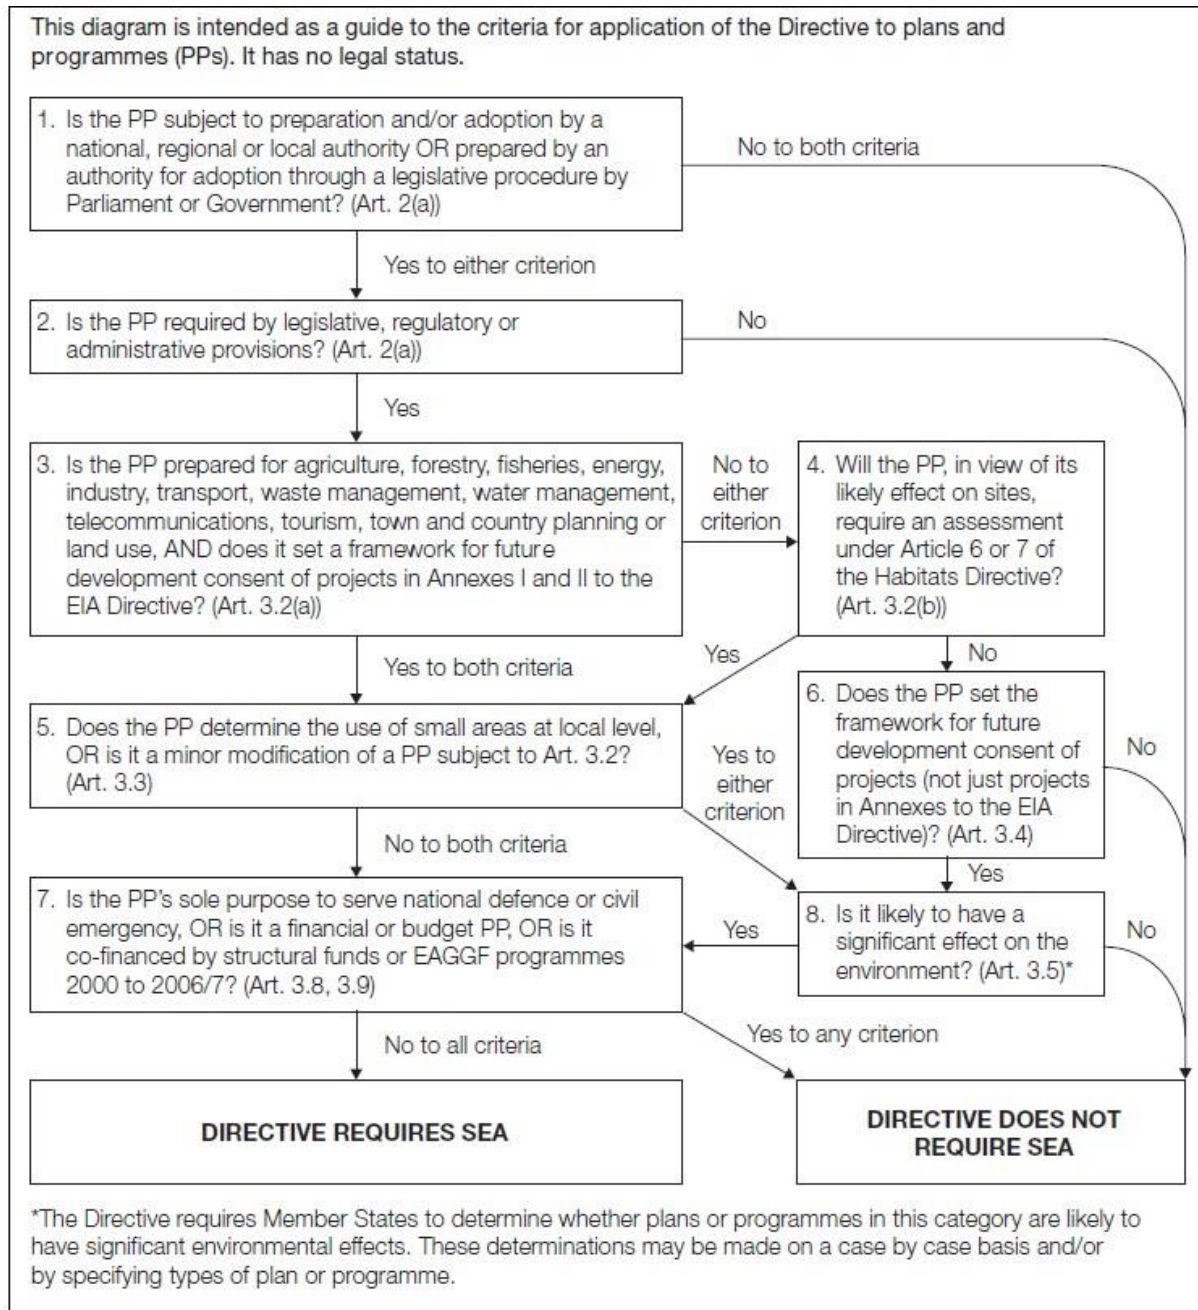 This diagram is intended as a guide to the criteria for application of the Directive to plans and
programmes (PPs). It has no legal status.
1. Is the PP subject to preparation and/or adoption by a
national, regional or local authority OR prepared by an
authority for adoption through a legislative procedure by
Parliament or Government? (Art. 2(a))
No to both criteria
Yes to either criterion
2. Is the PP required by legislative, regulatory or
administrative provisions? (Art. 2(a))
No
Yes
3. Is the PP prepared for agriculture, forestry, fisheries, energy,
industry, transport, waste management, water management,
telecommunications, tourism, town and country planning or
land use, AND does it set a framework for future
development consent of projects in Annexes I and II to the
EIA Directive? (Art. 3.2(a))
No to
either
criterion
4. Will the PP, in view of its
likely effect on sites,
require an assessment
under Article 6 or 7 of
the Habitats Directive?
(Art. 3.2(b))
Yes to both criteria
Yes
No
5. Does the PP determine the use of small areas at local level,
OR is it a minor modification of a PP subject to Art. 3.2?
(Art. 3.3)
Yes to
either
criterion
6. Does the PP set the
framework for future
development consent of
projects (not just projects
in Annexes to the EIA
Directive)? (Art. 3.4)
No
No to both criteria
Yes
7. Is the PP's sole purpose to serve national defence or civil
emergency, OR is it a financial or budget PP, OR is it
co-financed by structural funds or EAGGF programmes
2000 to 2006/7? (Art. 3.8, 3.9)
Yes
8. Is it likely to have a
significant effect on the
environment? (Art. 3.5)*
No
No to all criteria
Yes to any criterion
DIRECTIVE REQUIRES SEA
DIRECTIVE DOES NOT
REQUIRE SEA
*The Directive requires Member States to determine whether plans or programmes in this category are likely to
have significant environmental effects. These determinations may be made on a case by case basis and/or
by specifying types of plan or programme.